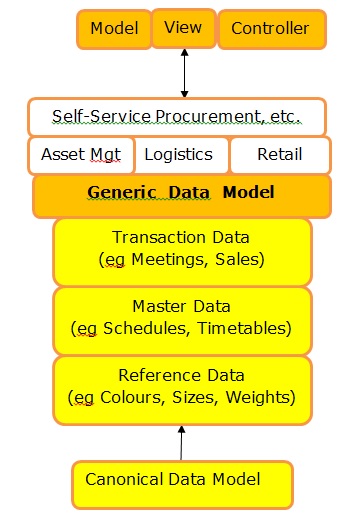 Model View Controller
Self-Service Procurement, etc.
Asset Mgt Logistics Retail
Generic Data Model
Transaction Data
(eg Meetings, Sales)
Master Data
(eg Schedules, Timetables)
Reference Data
(eg Colours, Sizes, Weights)
Canonical Data Model